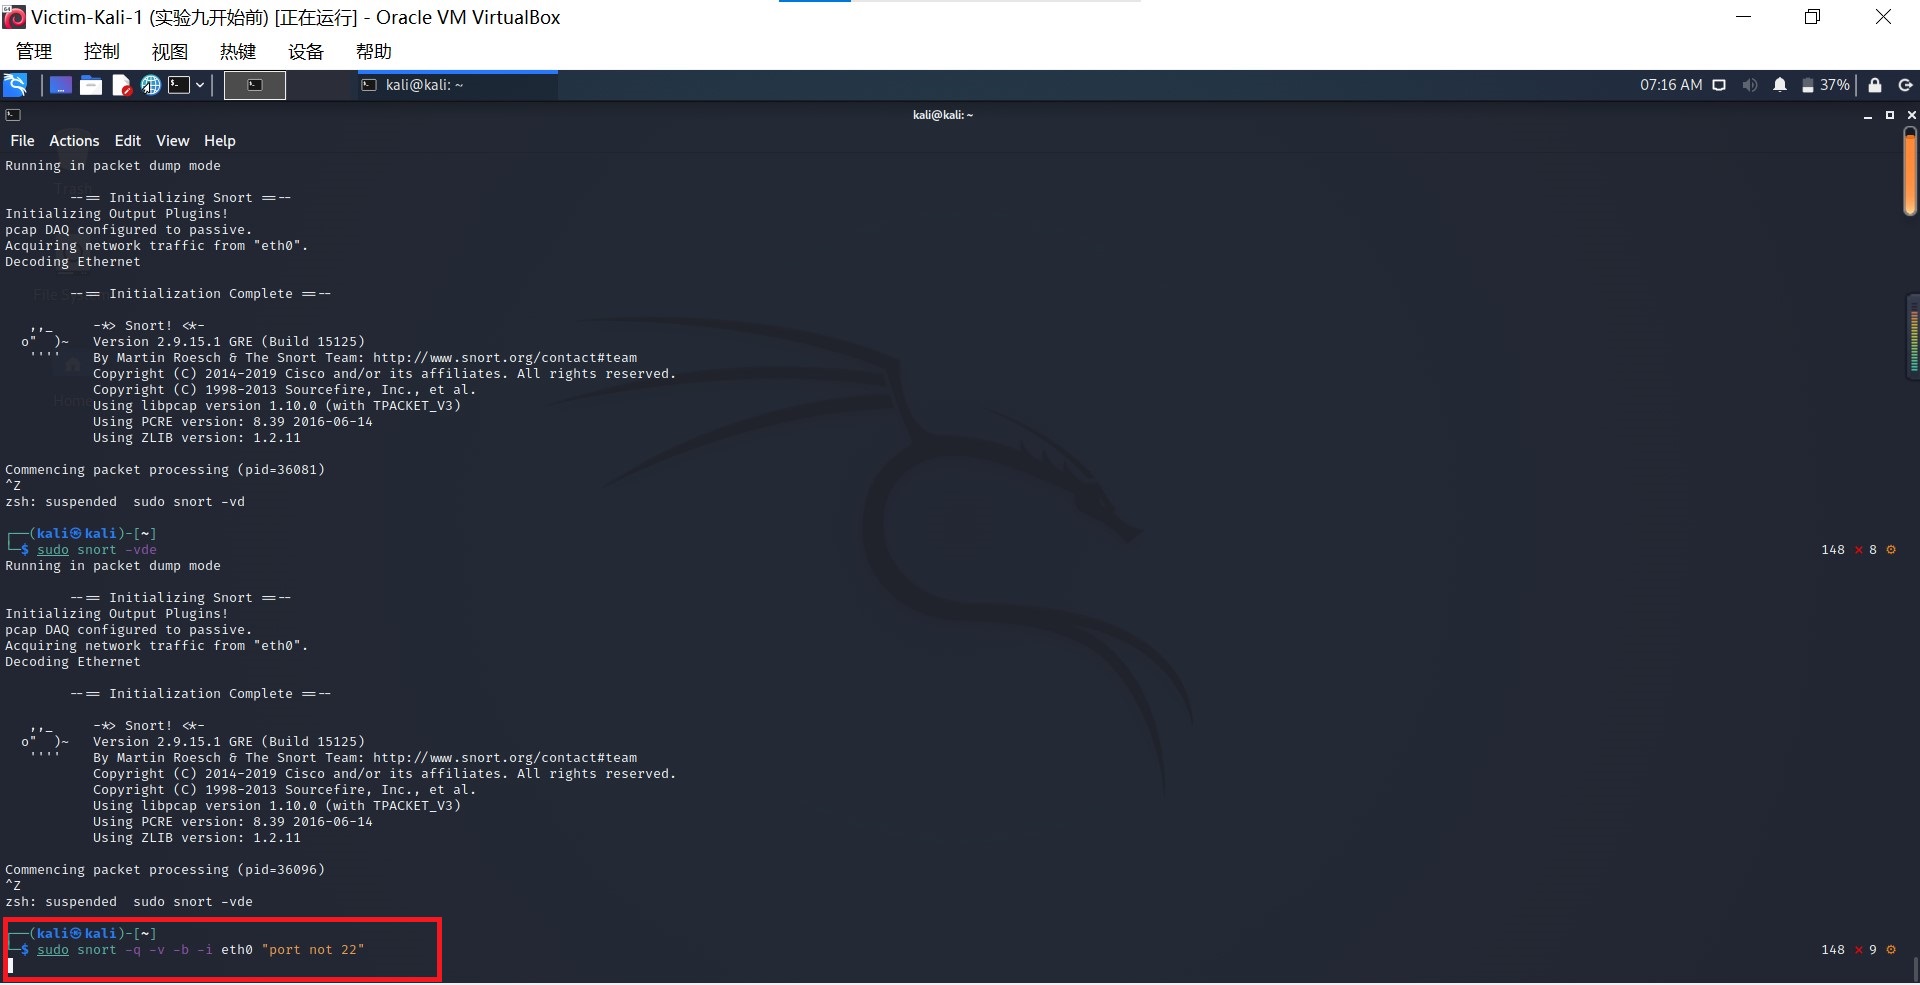 Victim-Kali-1 (实验九开始前) [正在运行] - Oracle VM VirtualBox
管理 控制 视图 热键 设备 帮助
kali@kali: ~ 07:16 AM 37%
kali@kali: ~
File Actions Edit View Help
Running in packet dump mode
Trash
--== Initializing Snort ==--
Initializing Output Plugins!
pcap DAQ configured to passive.
Acquiring network traffic from "eth0".
Decoding Ethernet
--== Initialization Complete ==--
,,_ -*> Snort! <*-
o" )~ Version 2.9.15.1 GRE (Build 15125)
'''' By Martin Roesch & The Snort Team: http://www.snort.org/contact#team
Copyright (C) 2014-2019 Cisco and/or its affiliates. All rights reserved.
Copyright (C) 1998-2013 Sourcefire, Inc., et al.
Home
Using libpcap version 1.10.0 (with TPACKET_V3)
Using PCRE version: 8.39 2016-06-14
Using ZLIB version: 1.2.11
Commencing packet processing (pid=36081)
^Z
zsh: suspended  sudo snort -vd
┌──(kali㉿kali)-[~]
└─$ sudo snort -vde 148 ⨯ 8 ⚙
Running in packet dump mode
--== Initializing Snort ==--
Initializing Output Plugins!
pcap DAQ configured to passive.
Acquiring network traffic from "eth0".
Decoding Ethernet
--== Initialization Complete ==--
,,_ -*> Snort! <*-
o" )~ Version 2.9.15.1 GRE (Build 15125)
'''' By Martin Roesch & The Snort Team: http://www.snort.org/contact#team
Copyright (C) 2014-2019 Cisco and/or its affiliates. All rights reserved.
Copyright (C) 1998-2013 Sourcefire, Inc., et al.
Using libpcap version 1.10.0 (with TPACKET_V3)
Using PCRE version: 8.39 2016-06-14
Using ZLIB version: 1.2.11
Commencing packet processing (pid=36096)
^Z
zsh: suspended  sudo snort -vde
┌──(kali㉿kali)-[~]
└─$ sudo snort -q -v -b -i eth0 "port not 22" 148 ⨯ 9 ⚙